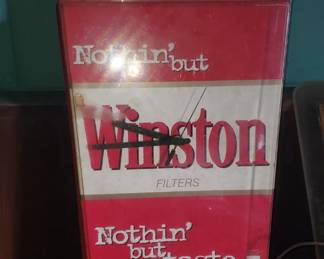 Nothin'
but
Winston
FILTERS
Nothin'
but
taste